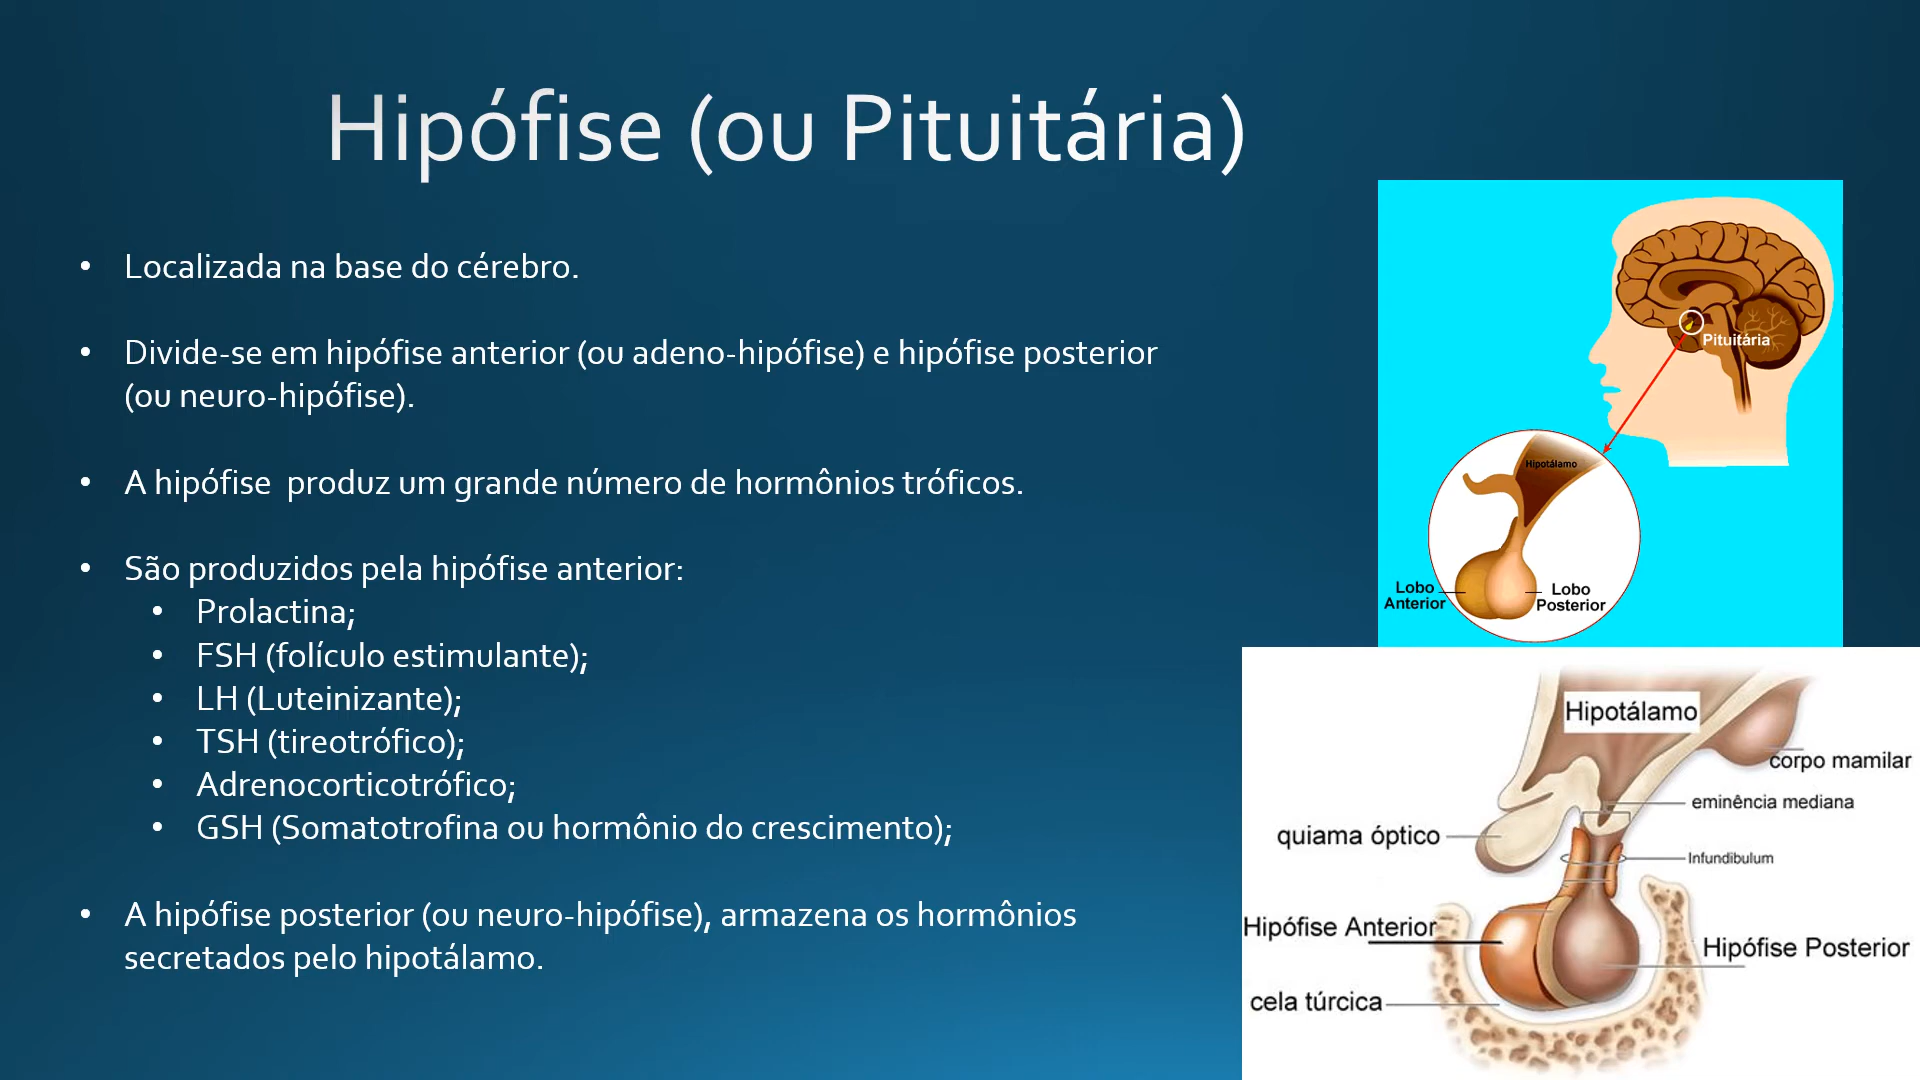 Hipófise (ou Pituitária)
• Localizada na base do cérebro.
• Divide-se em hipófise anterior (ou adeno-hipófise) e hipófise posterior
(ou neuro-hipófise).
• A hipófise  produz um grande número de hormônios tróficos.
• São produzidos pela hipófise anterior:
• Prolactina;
• FSH (folículo estimulante);
• LH (Luteinizante);
• TSH (tireotrófico);
• Adrenocorticotrófico;
• GSH (Somatotrofina ou hormônio do crescimento);
• A hipófise posterior (ou neuro-hipófise), armazena os hormônios
secretados pelo hipotálamo.
Pituitária
Hipotálamo
Lobo
Anterior
Lobo
Posterior
Hipotálamo
corpo mamilar
eminência mediana
quiama óptico
Infundibulum
Hipófise Anterior
Hipófise Posterior
cela túrcica